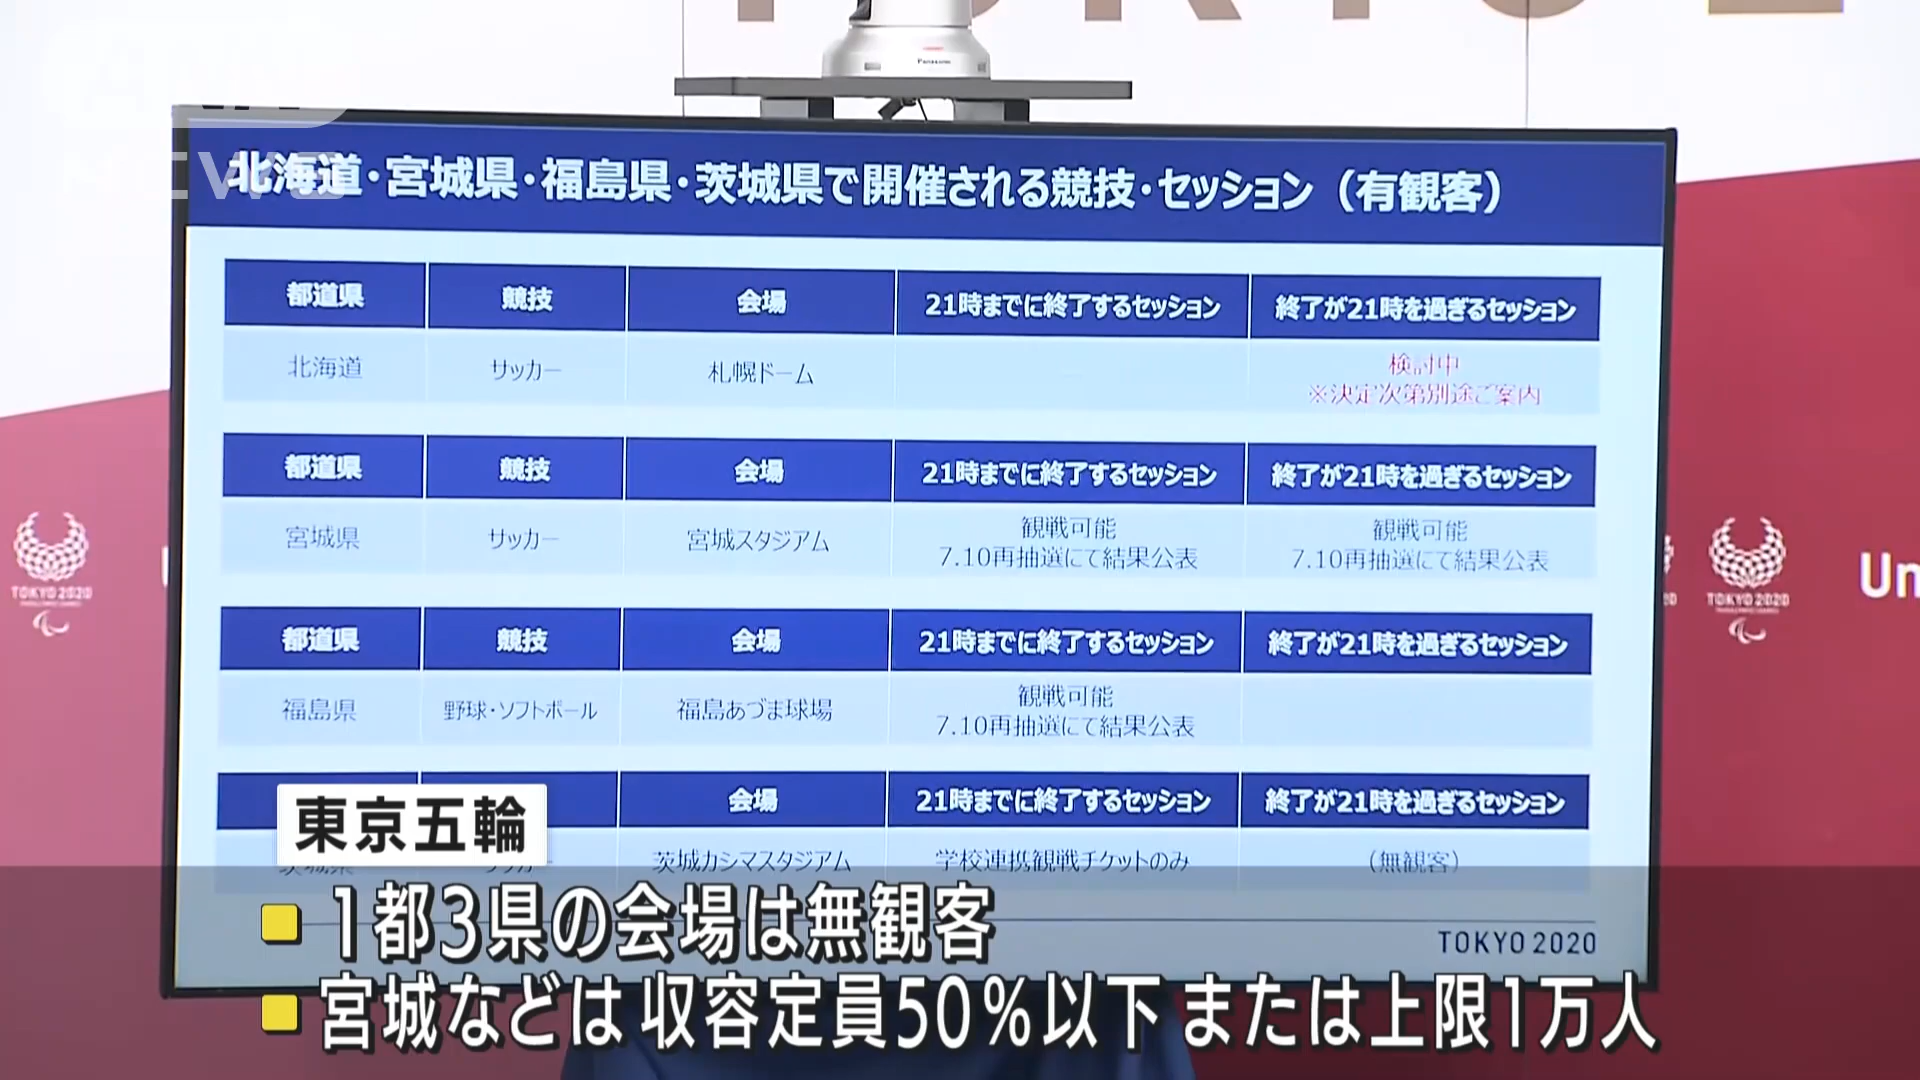 TOKYO 2
ANN
NEWS
Panasonic
北海道・宮城県・福島県・茨城県で開催される競技・セッション（有観客）
都道県 競技 会場 21時までに終了するセッション 終了が21時を過ぎるセッション
北海道 サッカー 札幌ドーム 検討中
※決定次第別途ご案内
都道県 競技 会場 21時までに終了するセッション 終了が21時を過ぎるセッション
宮城県 サッカー 宮城スタジアム 観戦可能 観戦可能
7.10再抽選にて結果公表 7.10再抽選にて結果公表
都道県 競技 会場 21時までに終了するセッション 終了が21時を過ぎるセッション
福島県 野球・ソフトボール 福島あづま球場 観戦可能
7.10再抽選にて結果公表
会場 21時までに終了するセッション 終了が21時を過ぎるセッション
茨城県 サッカー 茨城カシマスタジアム 学校連携観戦チケットのみ （無観客）
TOKYO 2020
TOKYO 2020
TOKYO 2020
Un
東京五輪
1都3県の会場は無観客
宮城などは 収容定員50％以下 または上限1万人